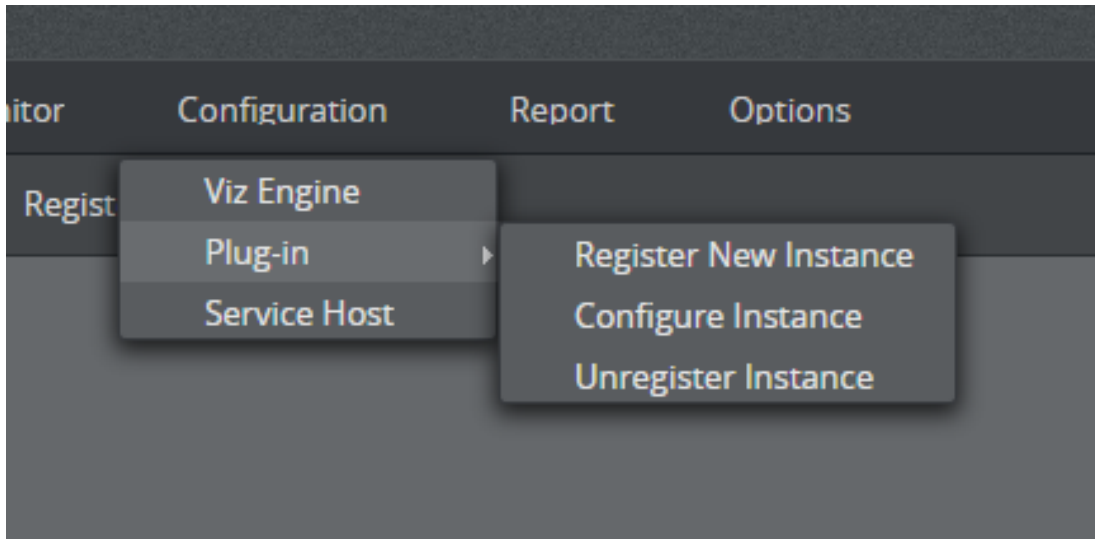 itor Configuration Report Options
Regist
Viz Engine
Plug-in
Service Host
Register New Instance
Configure Instance
Unregister Instance